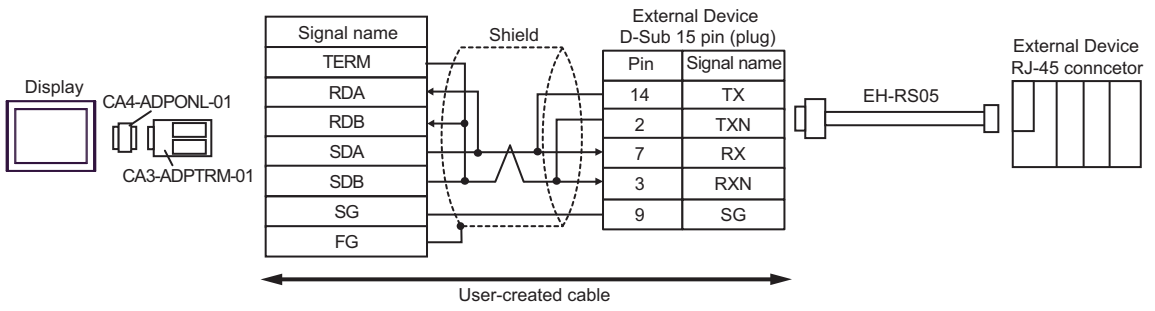 Display
CA4-ADPONL-01
CA3-ADPTRM-01
Signal name
TERM
RDA
RDB
SDA
SDB
SG
FG
Shield
External Device
D-Sub 15 pin (plug)
Pin Signal name
14 TX
2 TXN
7 RX
3 RXN
9 SG
EH-RS05
External Device
RJ-45 conncetor
User-created cable